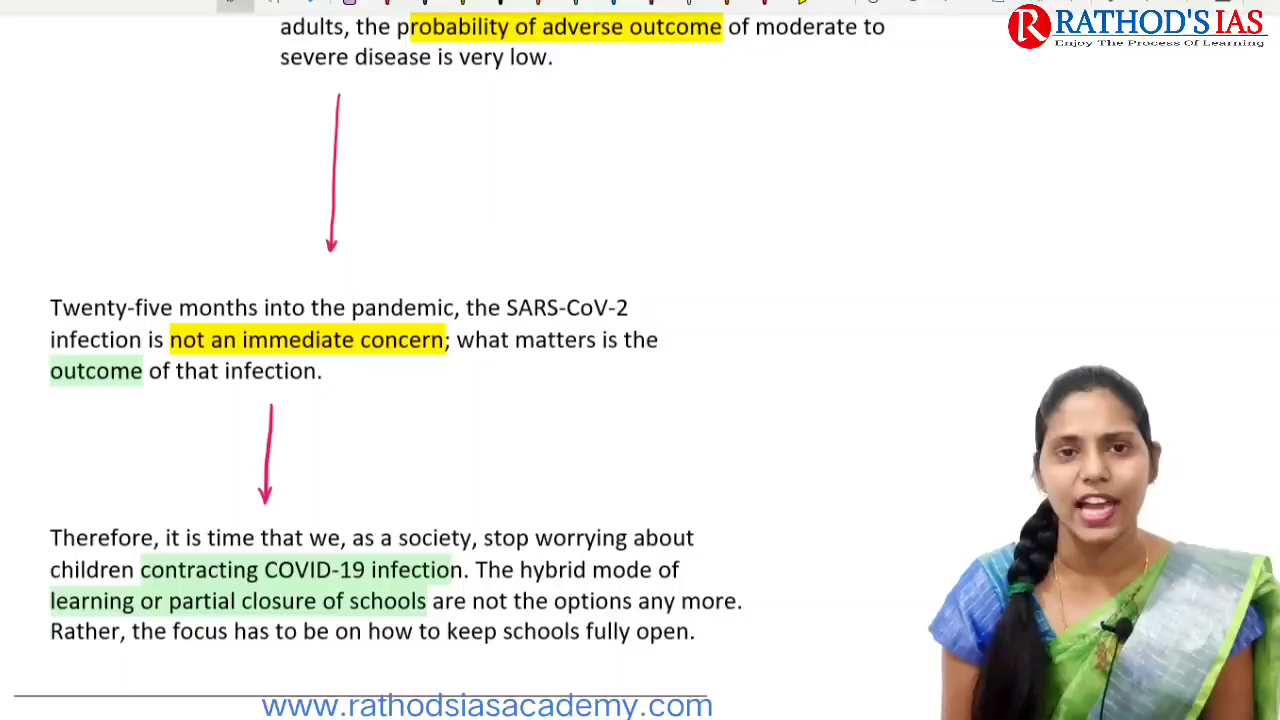 adults, the probability of adverse outcome of moderate to
severe disease is very low.
RATHOD'S IAS
Enjoy The Process Of Learning
Twenty-five months into the pandemic, the SARS-CoV-2
infection is not an immediate concern; what matters is the
outcome of that infection.
Therefore, it is time that we, as a society, stop worrying about
children contracting COVID-19 infection. The hybrid mode of
learning or partial closure of schools are not the options any more.
Rather, the focus has to be on how to keep schools fully open.
www.rathodsiasacademy.com